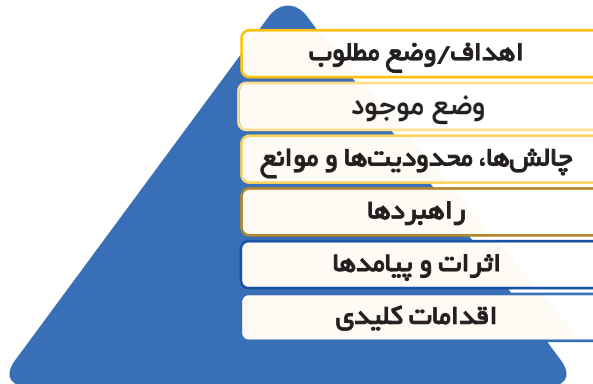 اهداف/وضع مطلوب
وضع موجود
چالش‌ها، محدودیت‌ها و موانع
راهبردها
اثرات و پیامدها
اقدامات کلیدی